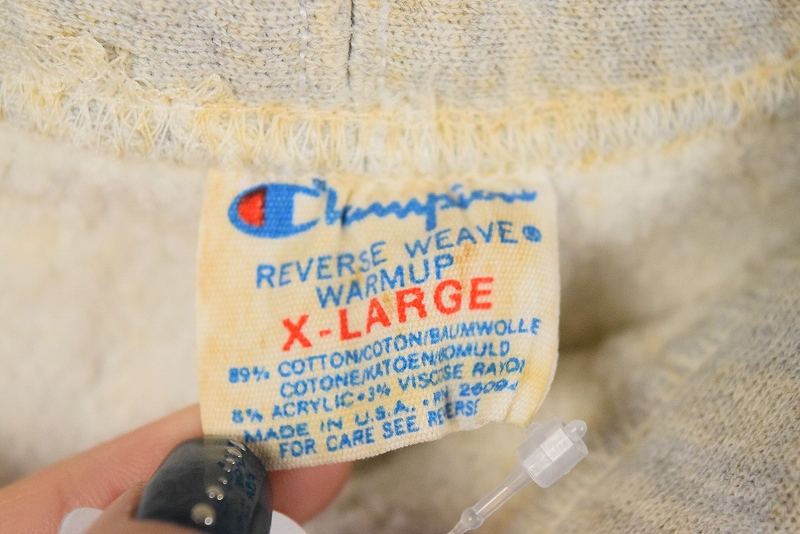 Champion
REVERSE WEAVE®
WARMUP
X-LARGE
89% COTTON/COTON/BAUMWOLLE
COTONE/KATOEN/BOMULD
8% ACRYLIC•3% VISCOSE RAYON
MADE IN U.S.A. • RN 26094
FOR CARE SEE REVERSE